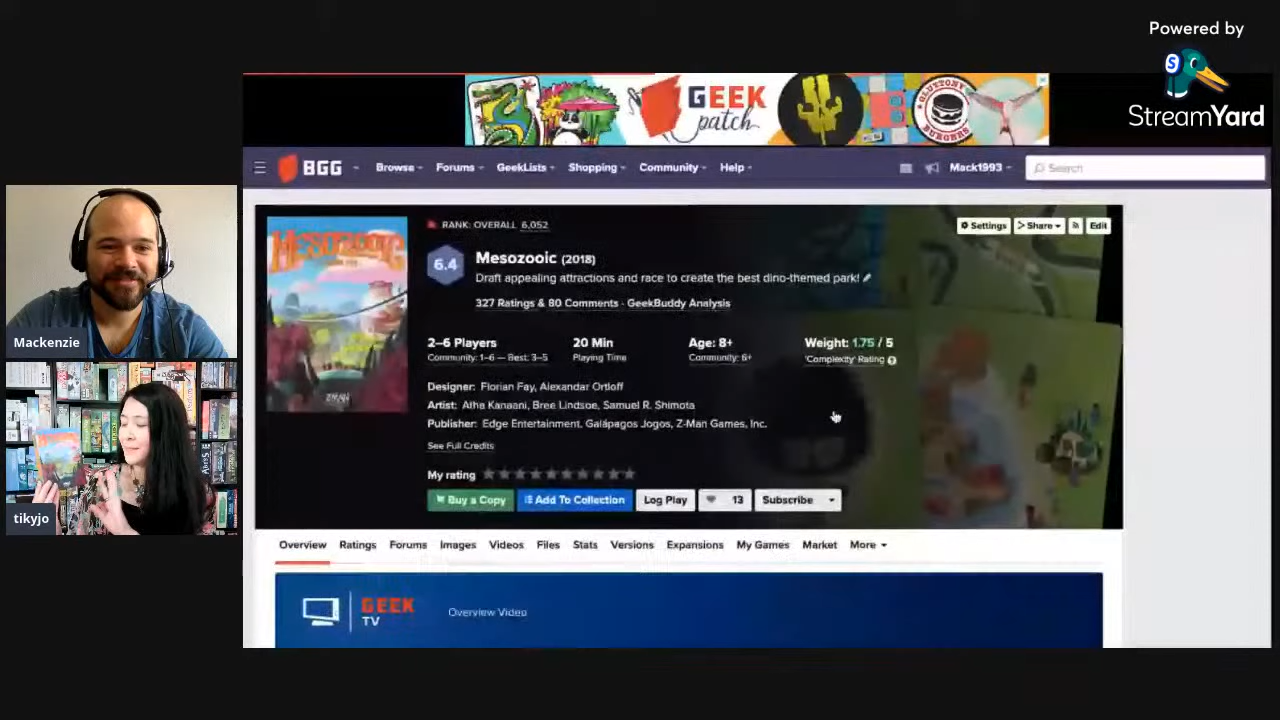 Powered by
StreamYard
GEEK
patch
GLUTTONY
BURGERS
BGG
Browse
Forums
GeekLists
Shopping
Community
Help
Mack1993
Search
MESOZOOIC
Z-MAN
RANK: OVERALL 6,052
Settings
Share
Edit
6.4
Mesozooic (2018)
Draft appealing attractions and race to create the best dino-themed park!
327 Ratings & 80 Comments · GeekBuddy Analysis
2–6 Players
20 Min
Age: 8+
Weight: 1.75 / 5
Community: 1–6 — Best: 3–5
Playing Time
Community: 6+
'Complexity' Rating
Designer: Florian Fay, Alexandar Ortloff
Artist: Atha Kanaani, Bree Lindsoe, Samuel R. Shimota
Publisher: Edge Entertainment, Galápagos Jogos, Z-Man Games, Inc.
See Full Credits
My rating
Buy a Copy
Add To Collection
Log Play
13
Subscribe
Overview
Ratings
Forums
Images
Videos
Files
Stats
Versions
Expansions
My Games
Market
More
GEEK
TV
Overview Video
Mackenzie
tikyjo